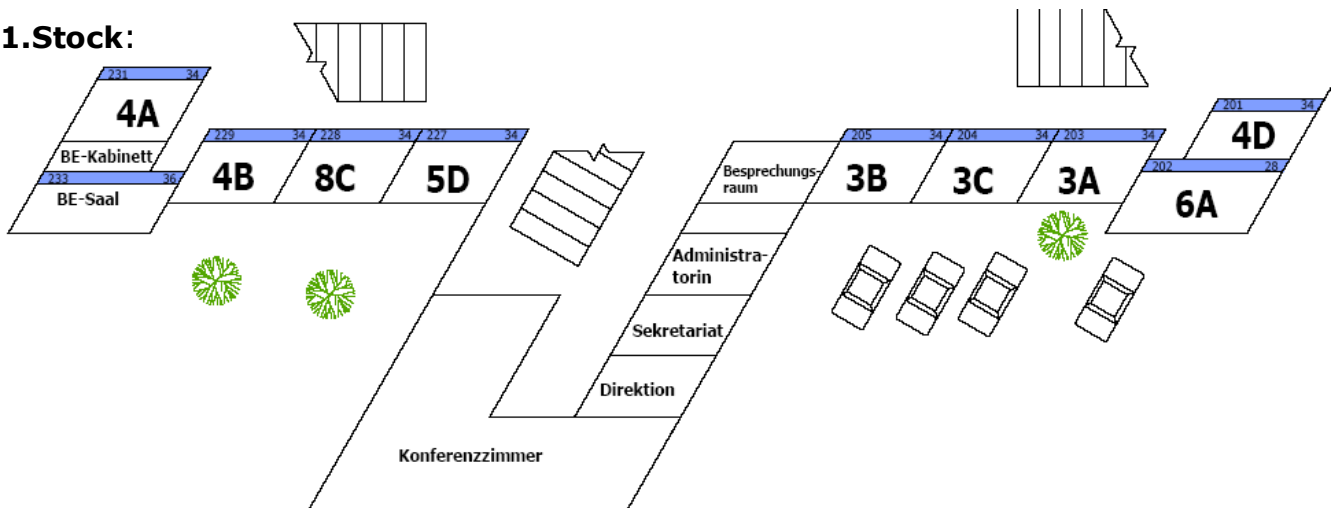 1.Stock:
231 34
4A
BE-Kabinett
233 36
BE-Saal
229 34
4B
228 34
8C
227 34
5D
Besprechungs-
raum
205 34
3B
204 34
3C
203 34
3A
201 34
4D
202 28
6A
Administra-
torin
Sekretariat
Direktion
Konferenzzimmer